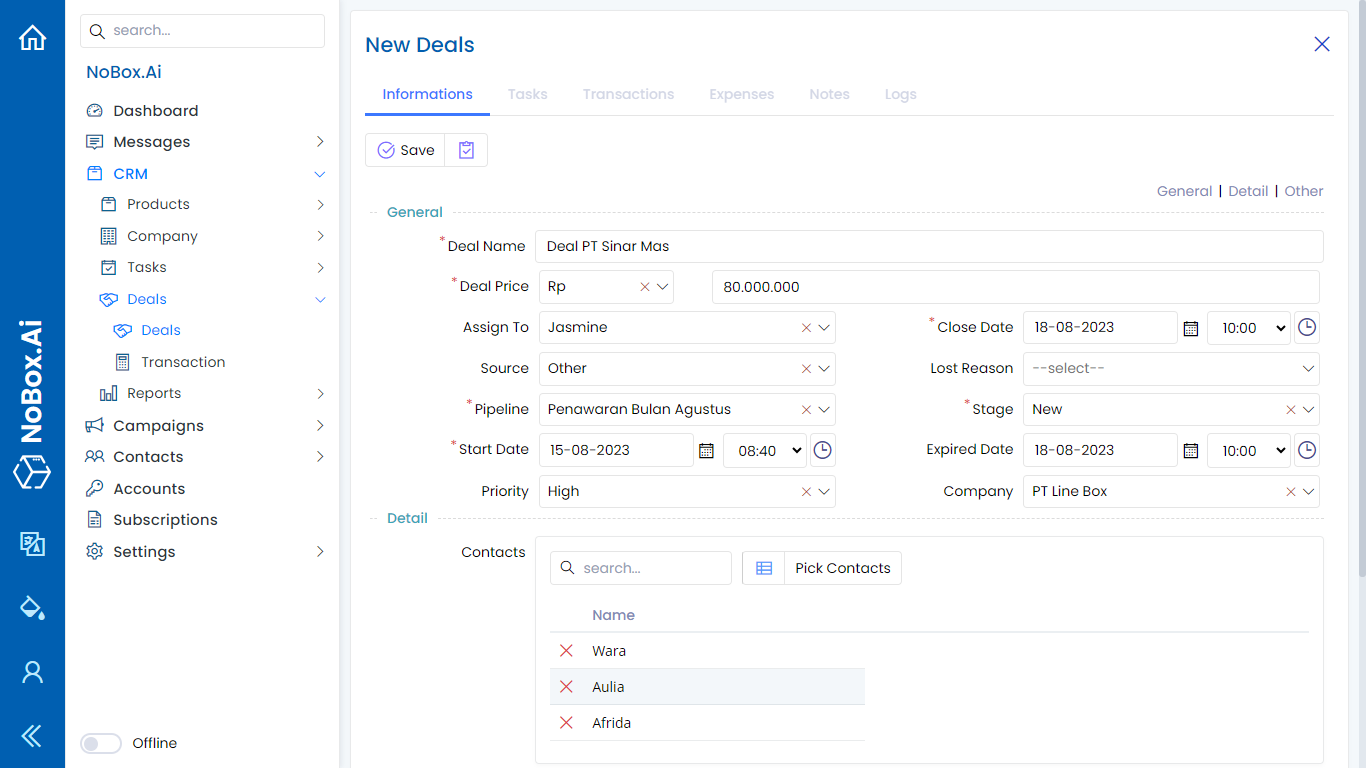 search...
NoBox.Ai
Dashboard
Messages
CRM
Products
Company
Tasks
Deals
Deals
Transaction
Reports
Campaigns
Contacts
Accounts
Subscriptions
Settings
Offline
NoBox.Ai
New Deals
Informations Tasks Transactions Expenses Notes Logs
Save
General | Detail | Other
General
*Deal Name Deal PT Sinar Mas
*Deal Price Rp 80.000.000
Assign To Jasmine *Close Date 18-08-2023 10:00
Source Other Lost Reason --select--
*Pipeline Penawaran Bulan Agustus *Stage New
*Start Date 15-08-2023 08:40 Expired Date 18-08-2023 10:00
Priority High Company PT Line Box
Detail
Contacts search... Pick Contacts
Name
Wara
Aulia
Afrida